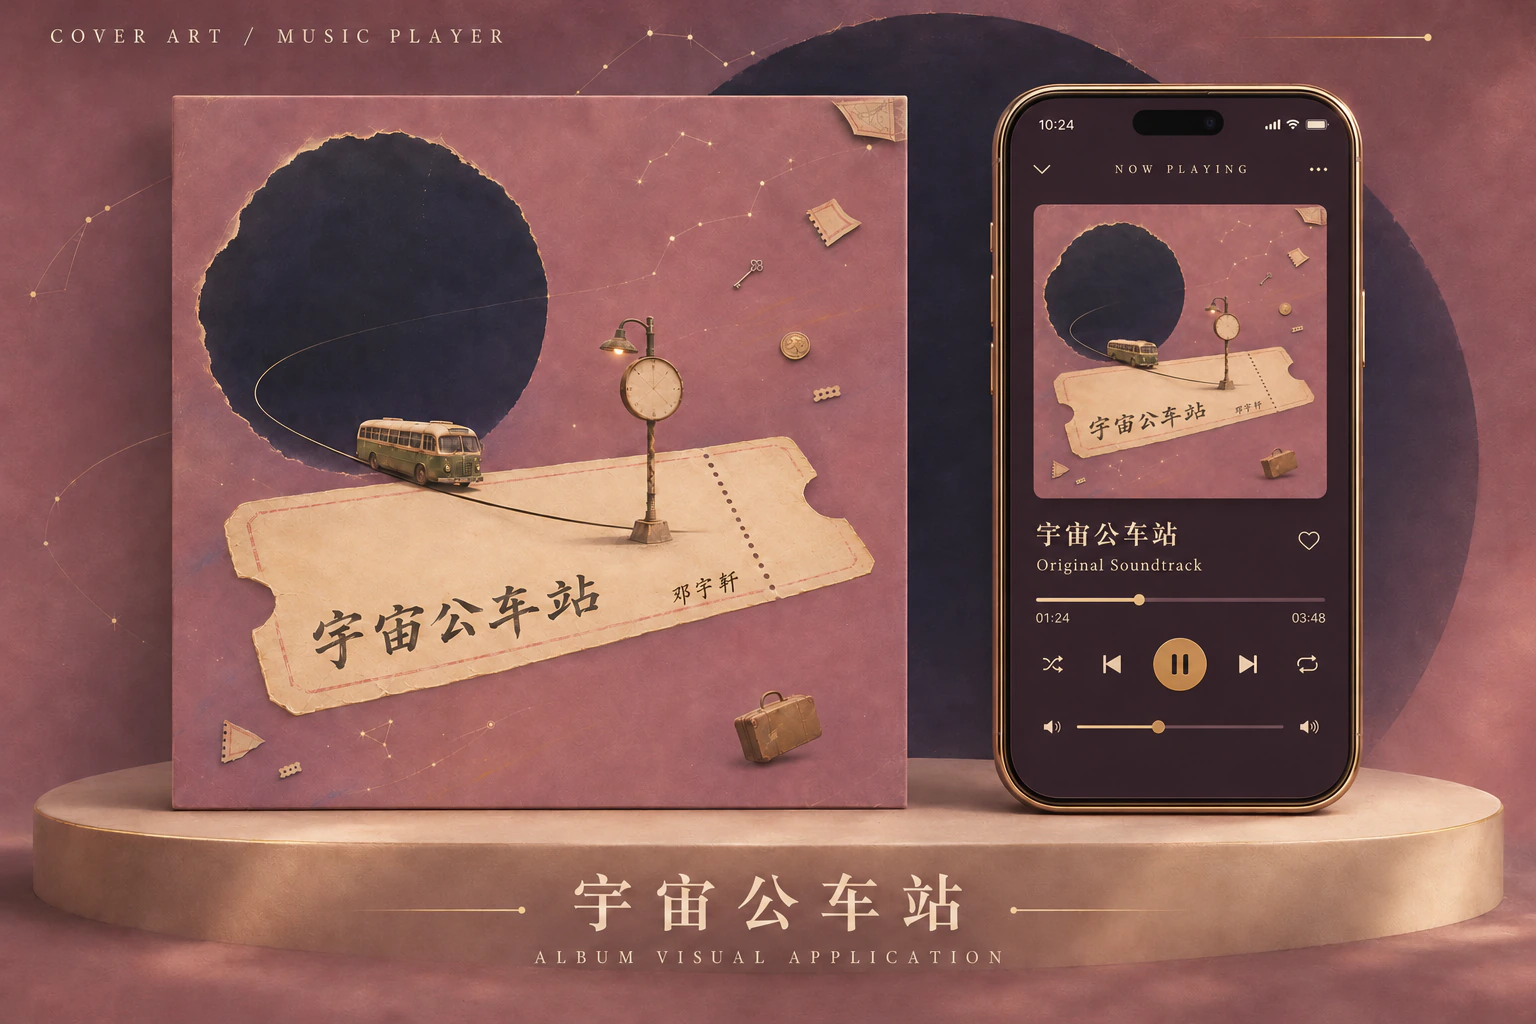 COVER ART / MUSIC PLAYER
宇宙公车站
邓宇轩
10:24
NOW PLAYING
宇宙公车站
邓宇轩
宇宙公车站
Original Soundtrack
01:24
03:48
宇宙公车站
ALBUM VISUAL APPLICATION